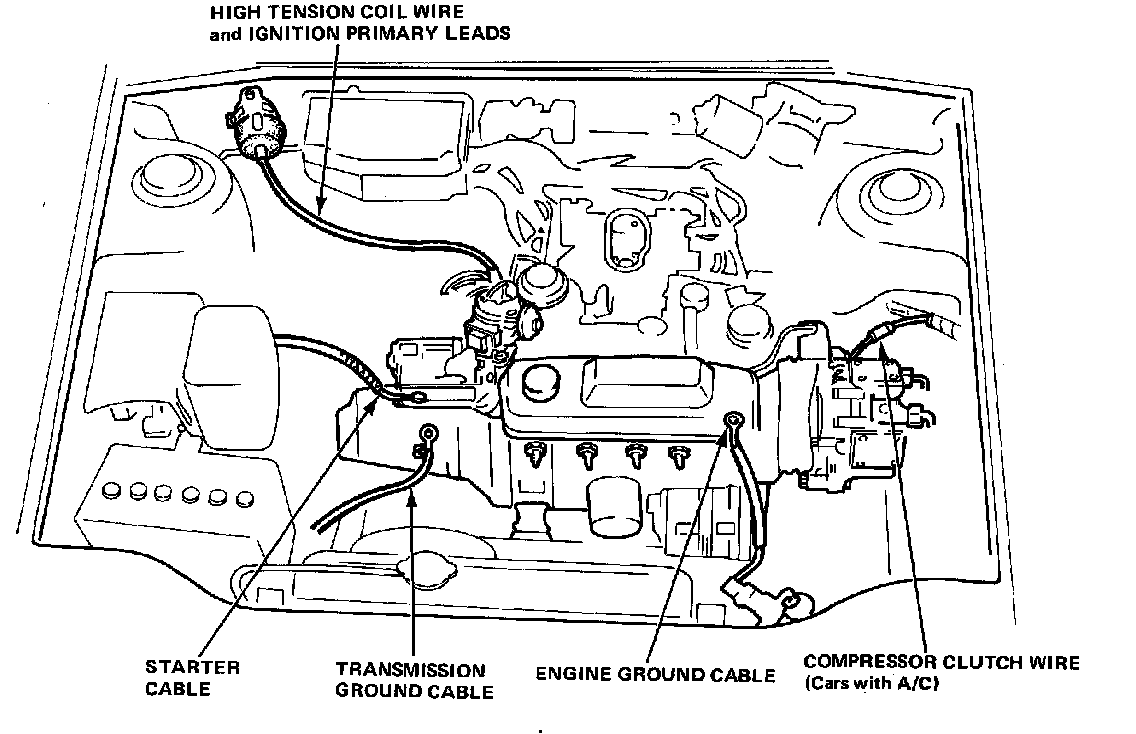 HIGH TENSION COIL WIRE
and IGNITION PRIMARY LEADS
STARTER
CABLE
TRANSMISSION
GROUND CABLE
ENGINE GROUND CABLE
COMPRESSOR CLUTCH WIRE
(Cars with A/C)